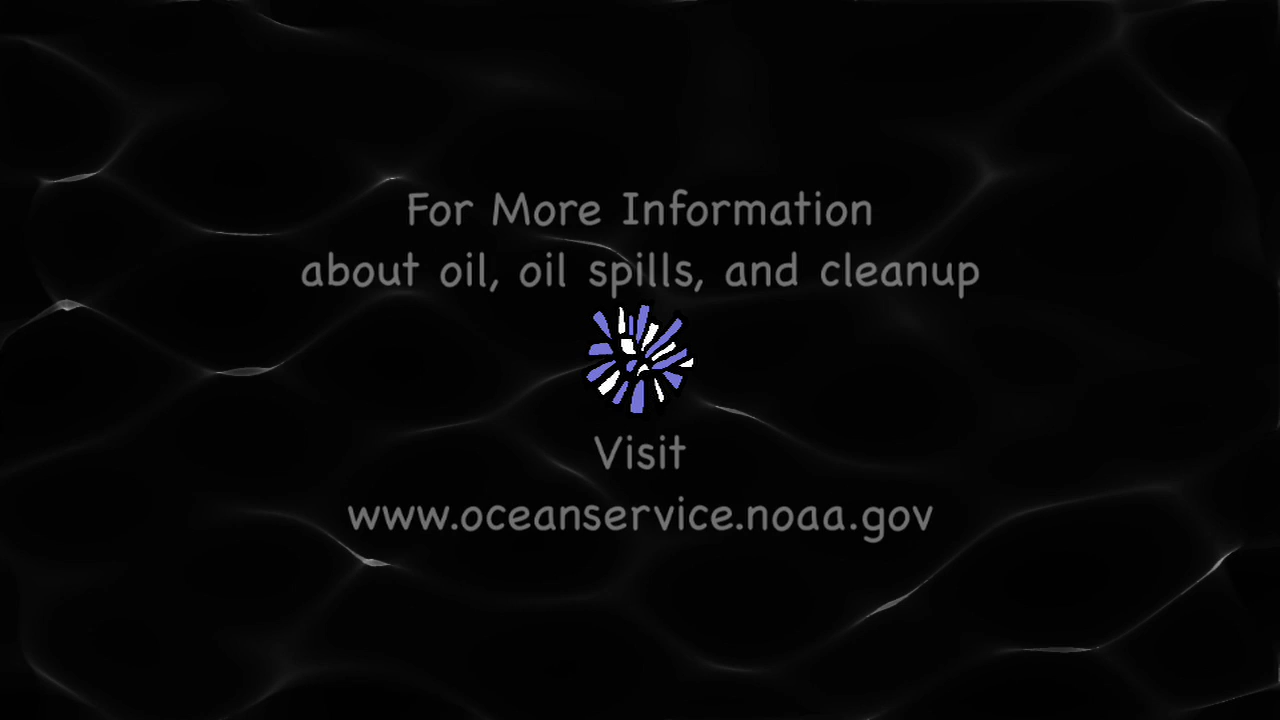 For More Information
about oil, oil spills, and cleanup
Visit
www.oceanservice.noaa.gov